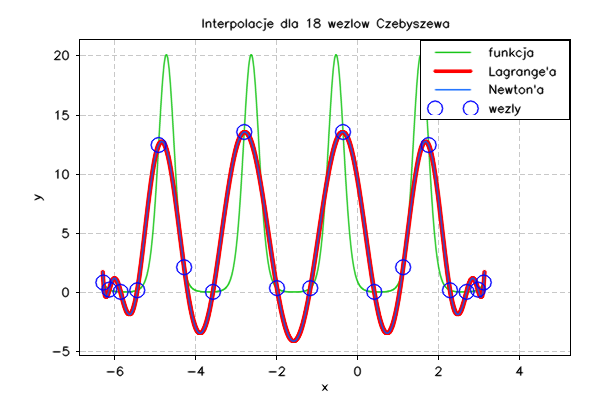 Interpolacje dla 18 wezlow Czebyszewa
funkcja
Lagrange'a
Newton'a
wezly
20
15
10
5
0
−5
y
−6
−4
−2
0
2
4
x